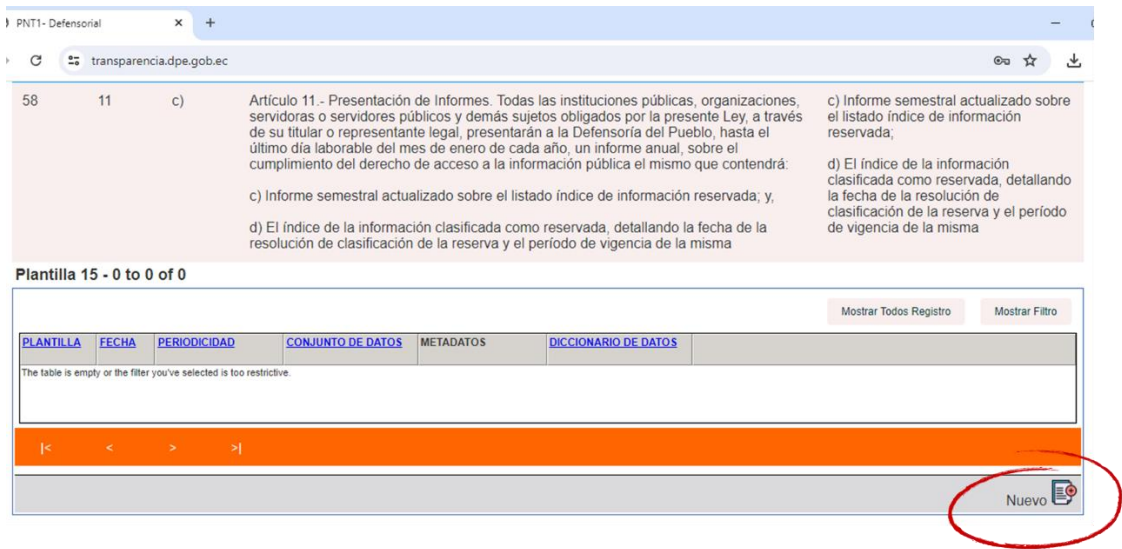 PNT1- Defensorial
transparencia.dpe.gob.ec
58
11
c)
Artículo 11.- Presentación de Informes. Todas las instituciones públicas, organizaciones,
servidoras o servidores públicos y demás sujetos obligados por la presente Ley, a través
de su titular o representante legal, presentarán a la Defensoría del Pueblo, hasta el
último día laborable del mes de enero de cada año, un informe anual, sobre el
cumplimiento del derecho de acceso a la información pública el mismo que contendrá:
c) Informe semestral actualizado sobre el listado índice de información reservada; y,
d) El índice de la información clasificada como reservada, detallando la fecha de la
resolución de clasificación de la reserva y el período de vigencia de la misma
c) Informe semestral actualizado sobre
el listado índice de información
reservada;
d) El índice de la información
clasificada como reservada, detallando
la fecha de la resolución de
clasificación de la reserva y el período
de vigencia de la misma
Plantilla 15 - 0 to 0 of 0
Mostrar Todos Registro
Mostrar Filtro
PLANTILLA
FECHA
PERIODICIDAD
CONJUNTO DE DATOS
METADATOS
DICCIONARIO DE DATOS
The table is empty or the filter you've selected is too restrictive.
|<
<
>
>|
Nuevo